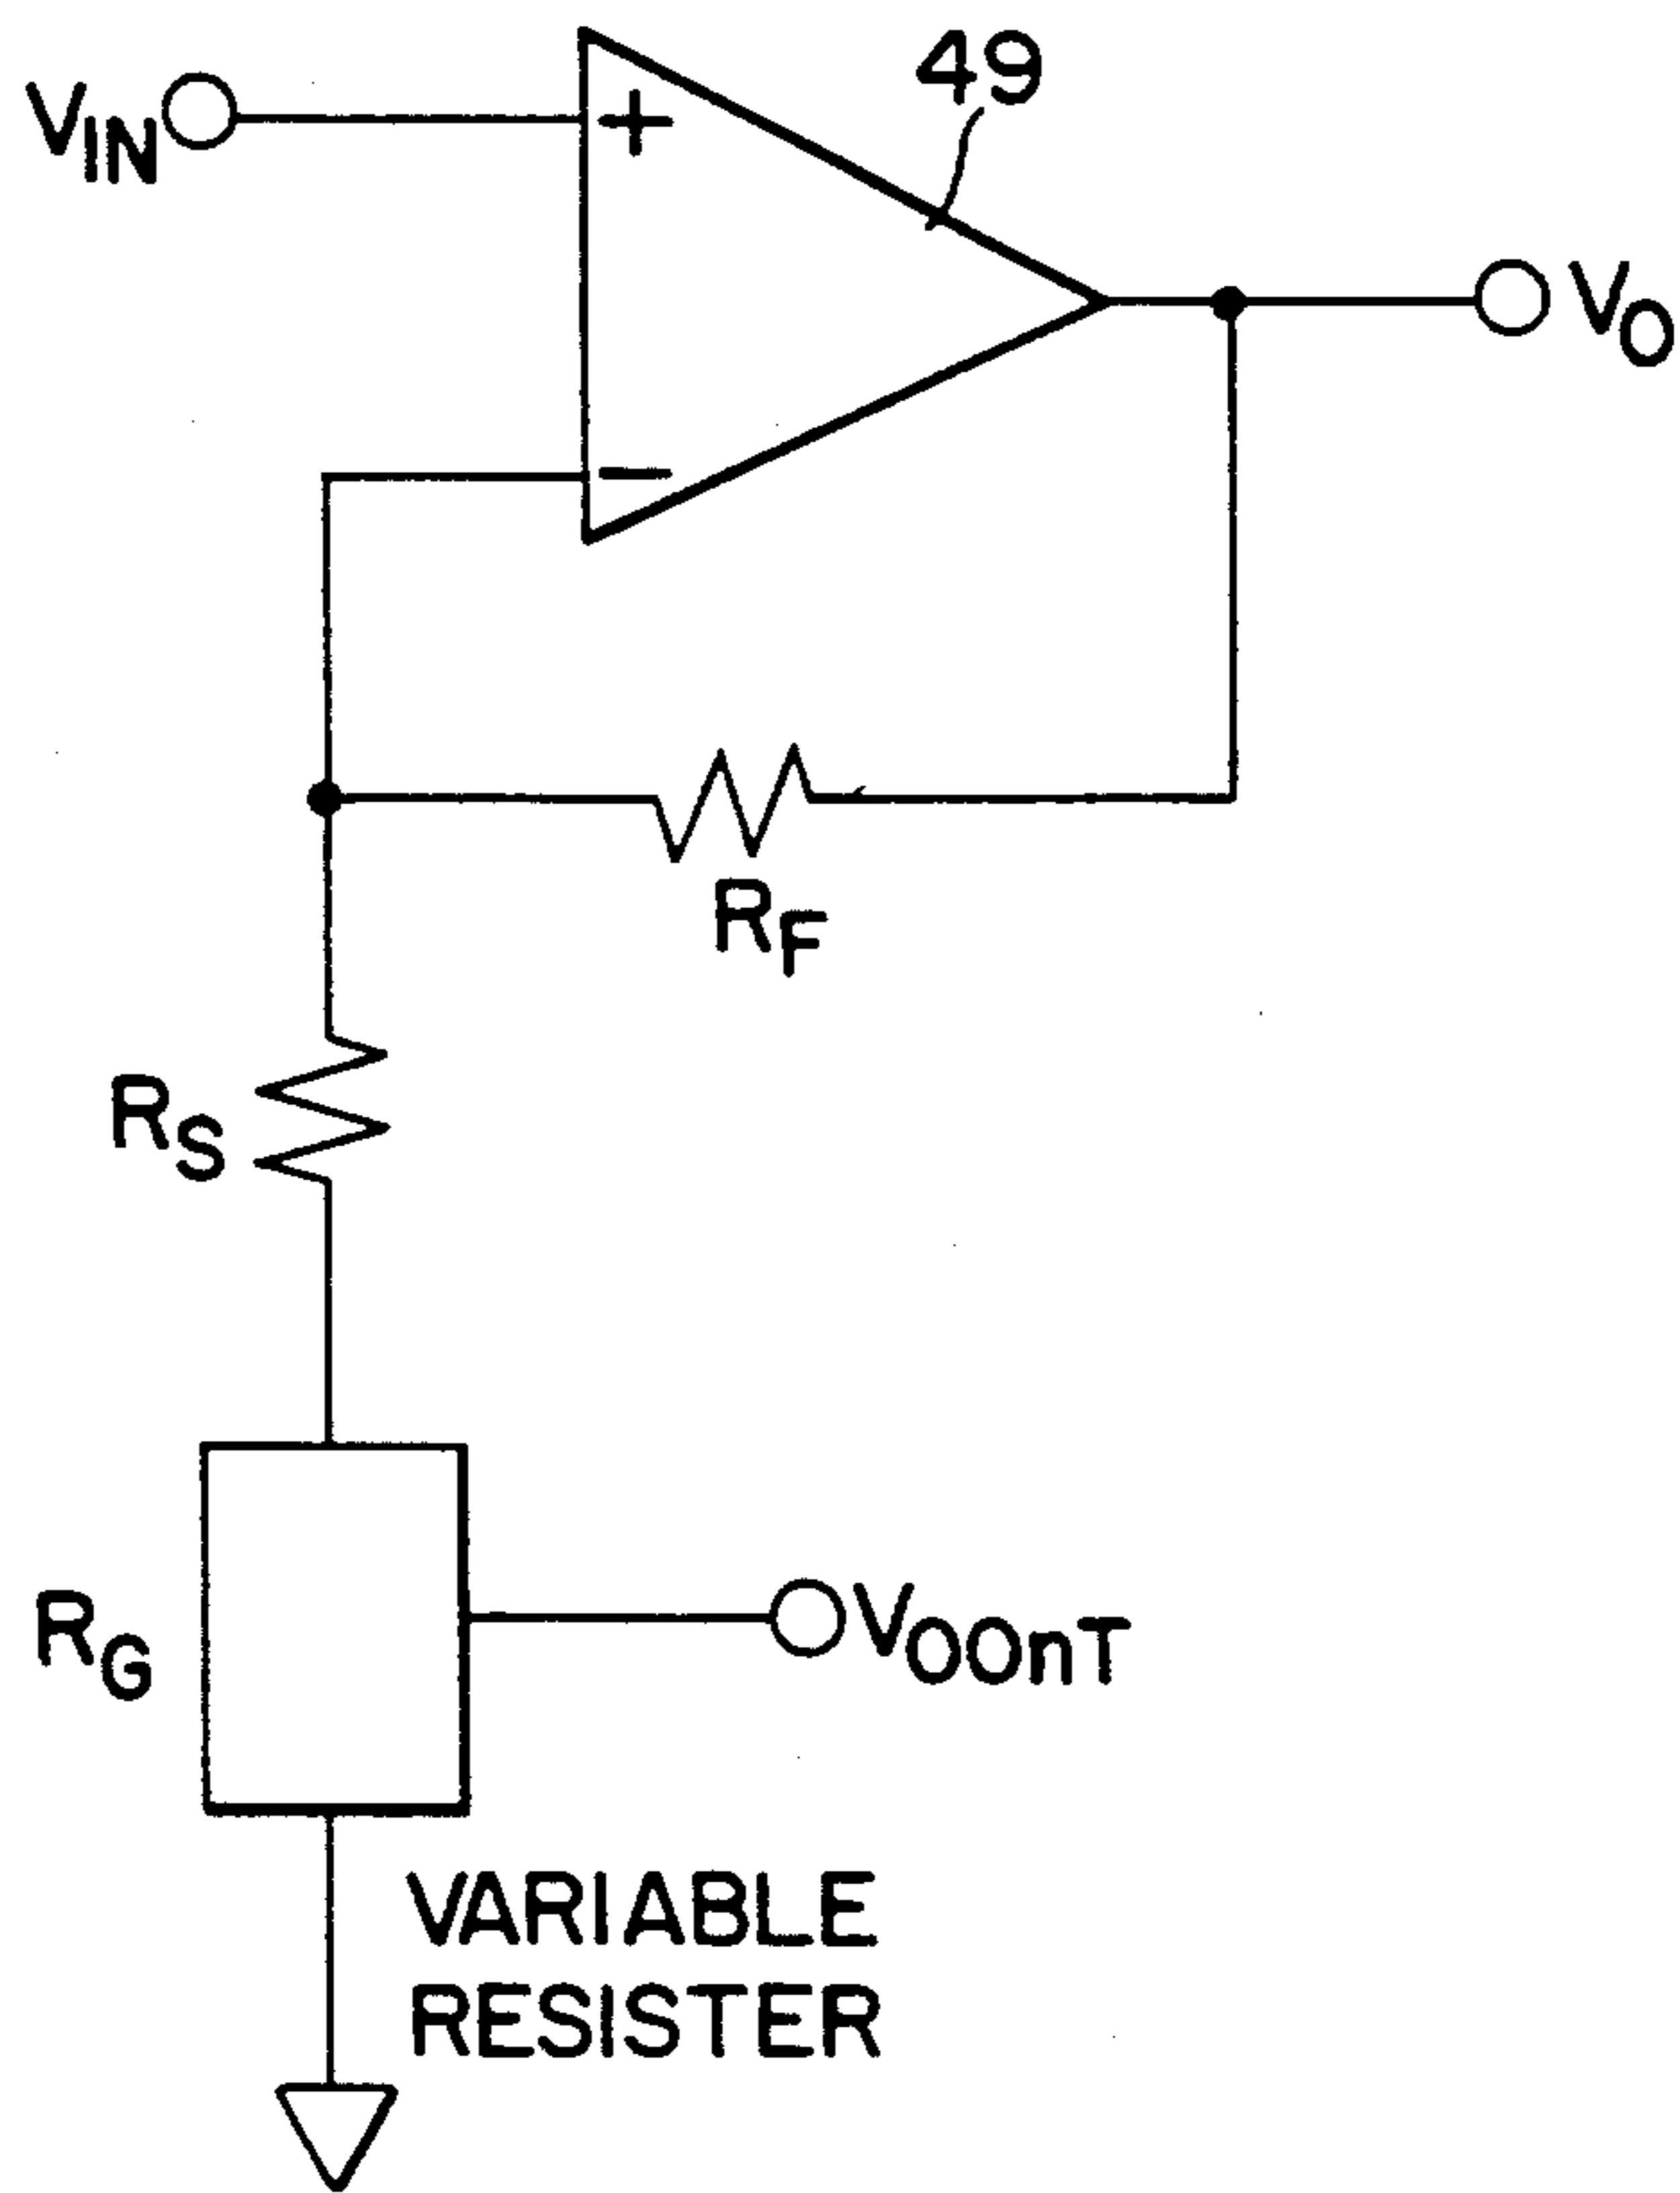 49
VIN
+
VO
−
RF
RS
RG
VOOnT
VARIABLE
RESISTER